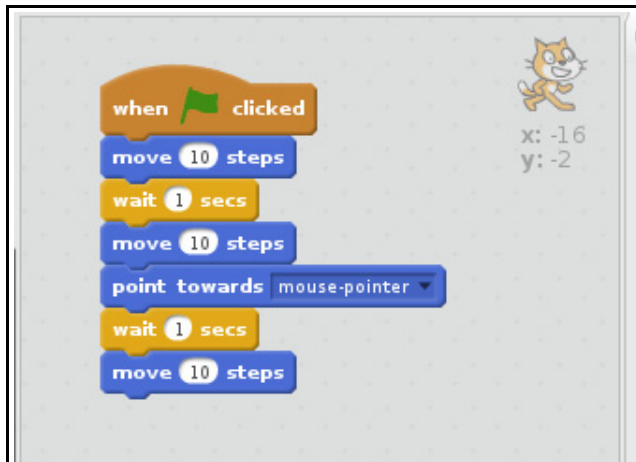 when clicked
move 10 steps
wait 1 secs
move 10 steps
point towards mouse-pointer
wait 1 secs
move 10 steps
x: -16
y: -2